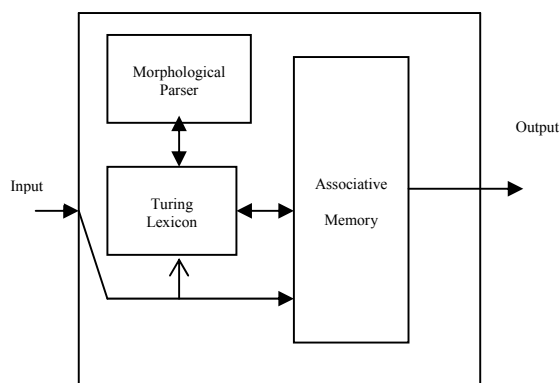 Morphological
Parser
Input
Turing
Lexicon
Associative
Memory
Output